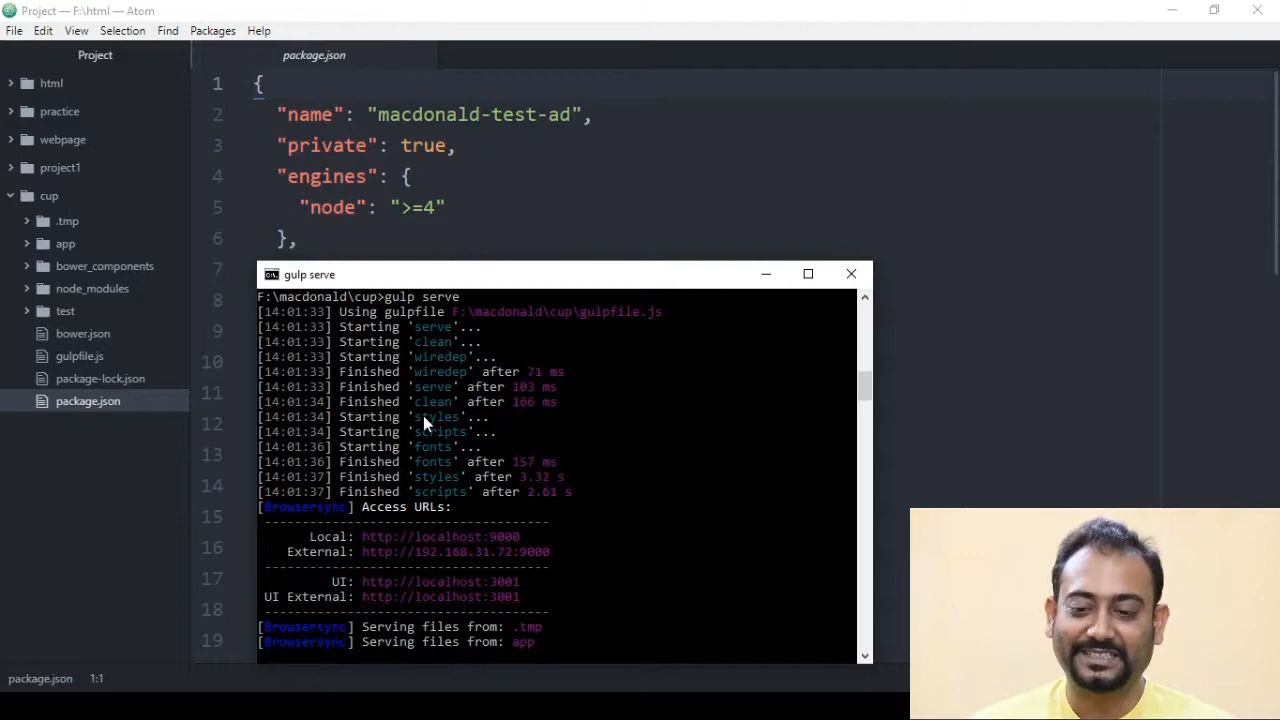 Project — F:\html — Atom
File Edit View Selection Find Packages Help
Project
html
practice
webpage
project1
cup
.tmp
app
bower_components
node_modules
test
bower.json
gulpfile.js
package-lock.json
package.json
package.json
1 {
2 "name": "macdonald-test-ad",
3 "private": true,
4 "engines": {
5 "node": ">=4"
6 },
7
8
10
11
12
13
14
15
16
17
18
19
gulp serve
F:\macdonald\cup>gulp serve
[14:01:33] Using gulpfile F:\macdonald\cup\gulpfile.js
[14:01:33] Starting 'serve'...
[14:01:33] Starting 'clean'...
[14:01:33] Starting 'wiredep'...
[14:01:33] Finished 'wiredep' after 71 ms
[14:01:33] Finished 'serve' after 103 ms
[14:01:33] Finished 'clean' after 166 ms
[14:01:34] Starting 'styles'...
[14:01:34] Starting 'scripts'...
[14:01:36] Starting 'fonts'...
[14:01:36] Finished 'fonts' after 157 ms
[14:01:37] Finished 'styles' after 3.32 s
[14:01:37] Finished 'scripts' after 2.61 s
[Browsersync] Access URLs:
--------------------------------------
Local: http://localhost:9000
External: http://192.168.31.72:9000
--------------------------------------
UI: http://localhost:3001
UI External: http://localhost:3001
--------------------------------------
[Browsersync] Serving files from: .tmp
[Browsersync] Serving files from: app
package.json 1:1